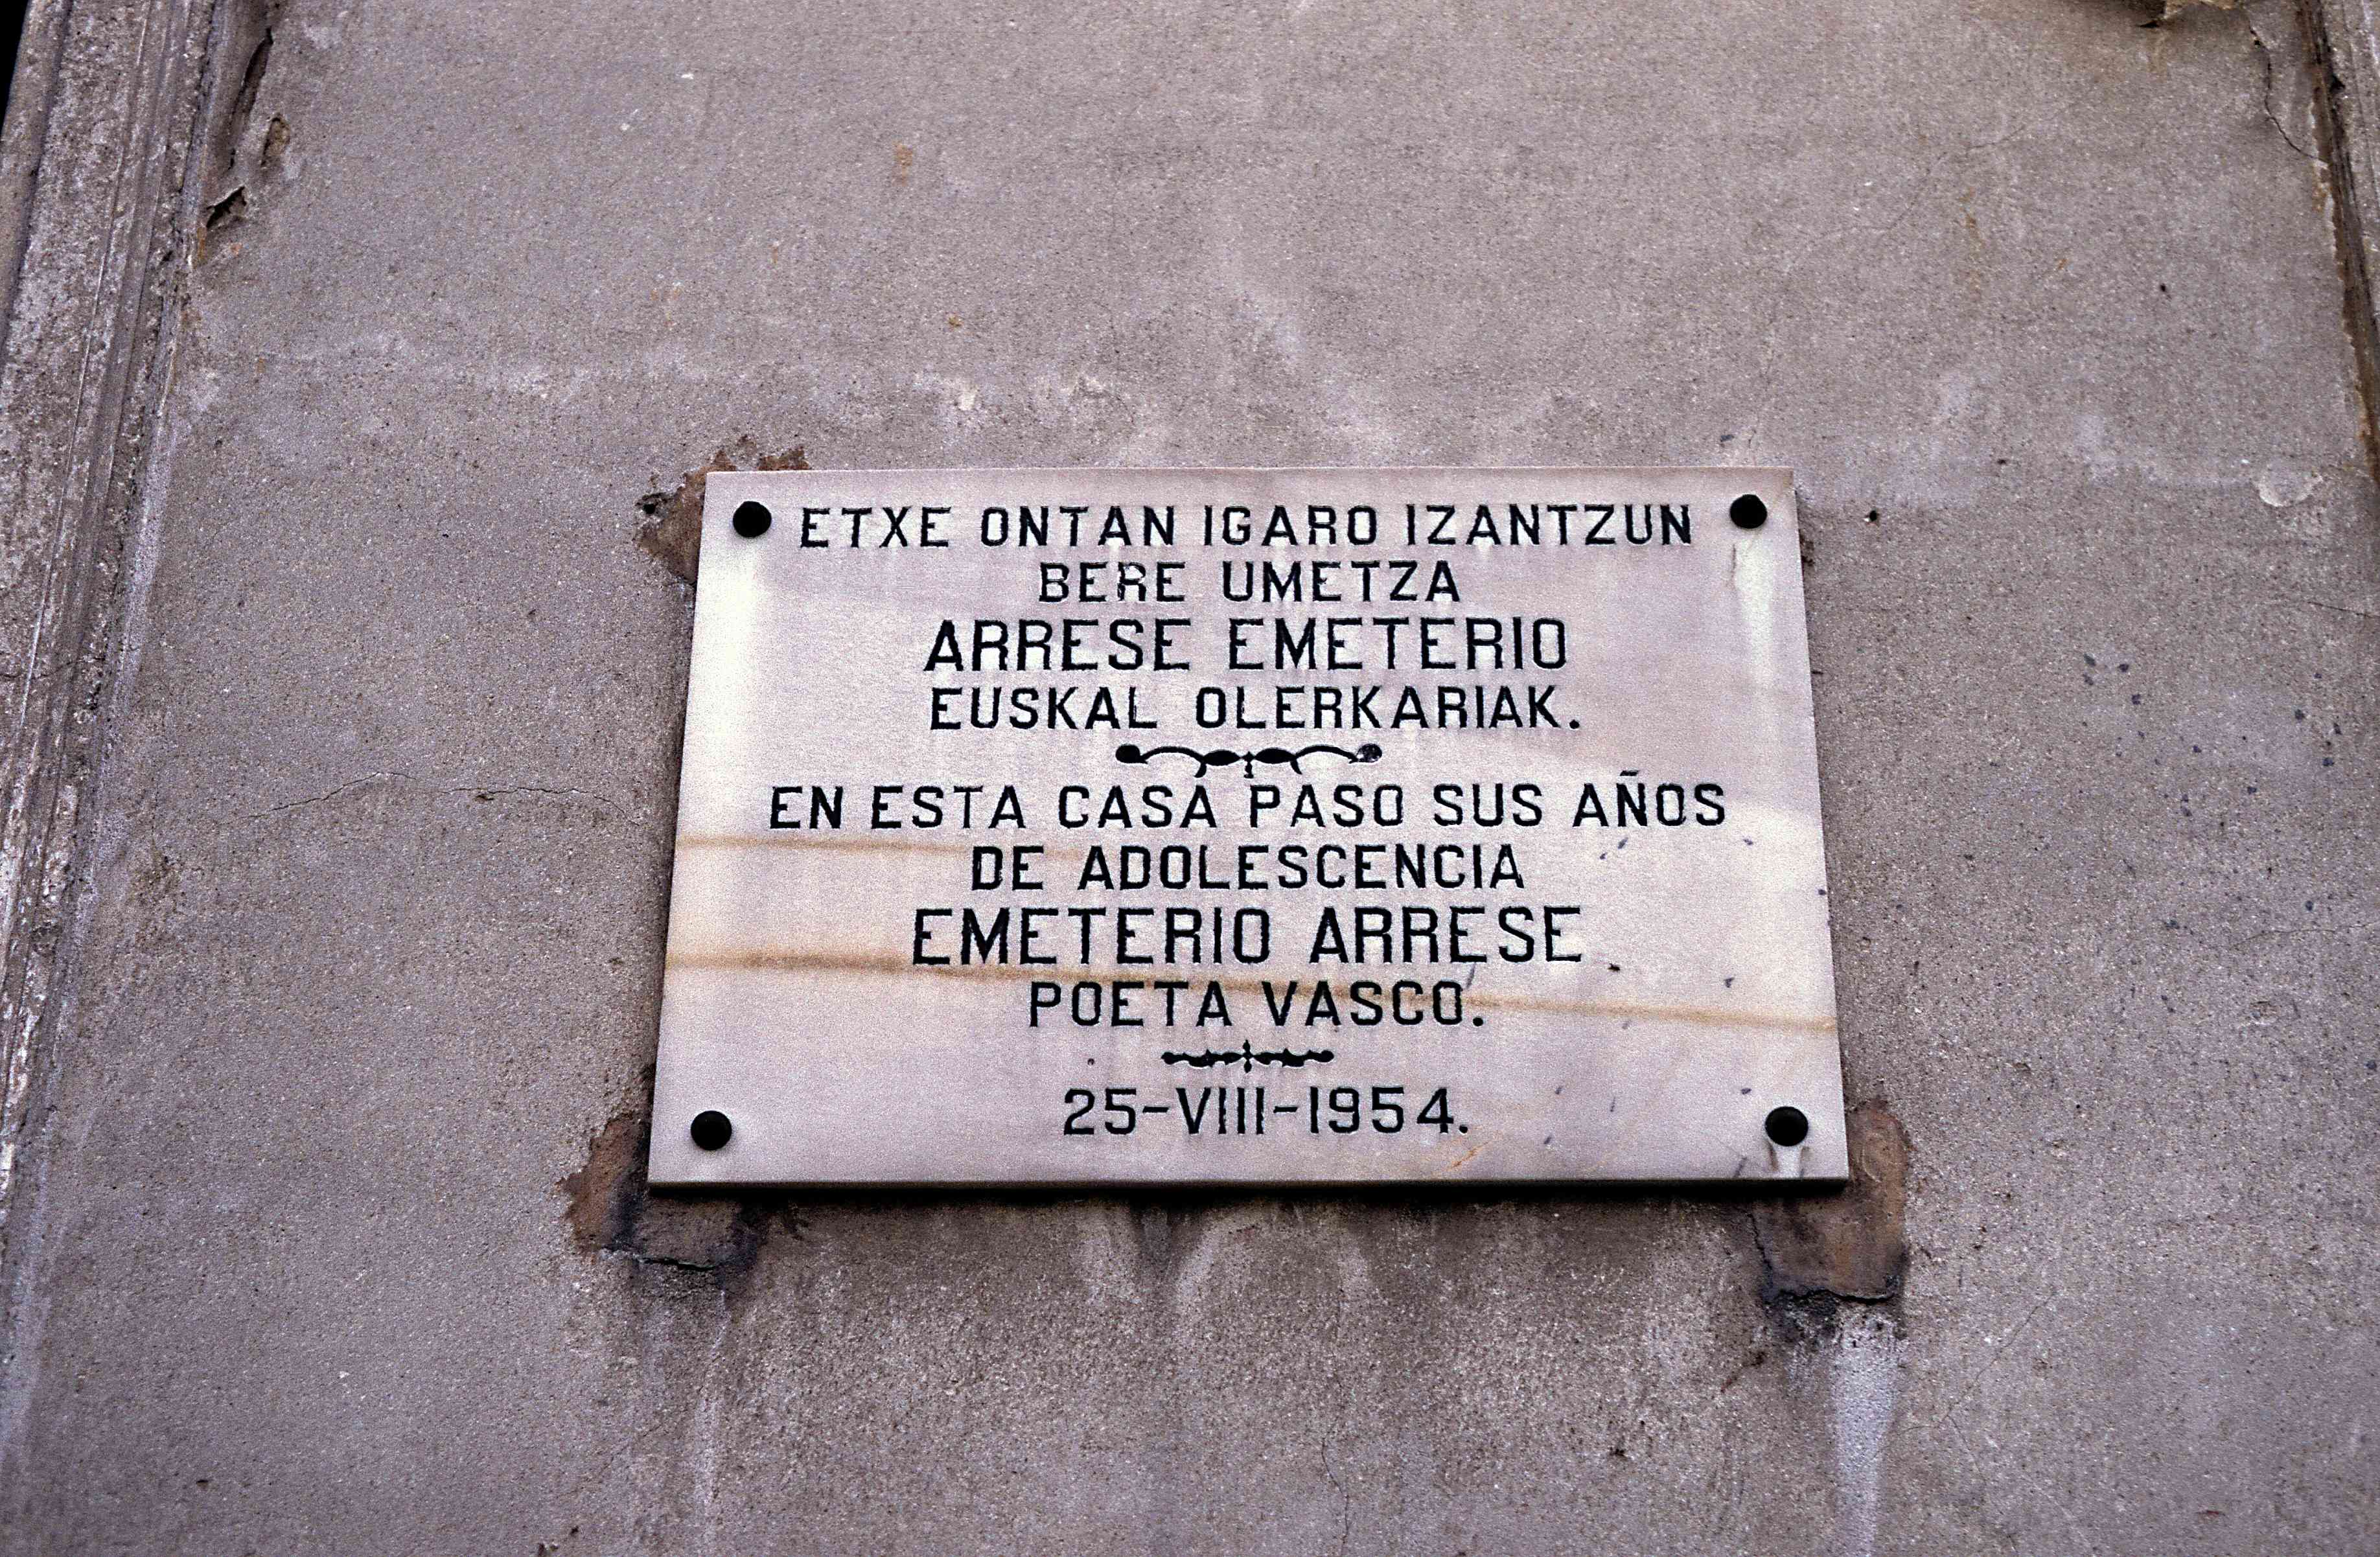 ETXE ONTAN IGARO IZANTZUN
BERE UMETZA
ARRESE EMETERIO
EUSKAL OLERKARIAK.
EN ESTA CASA PASO SUS AÑOS
DE ADOLESCENCIA
EMETERIO ARRESE
POETA VASCO.
25-VIII-1954.